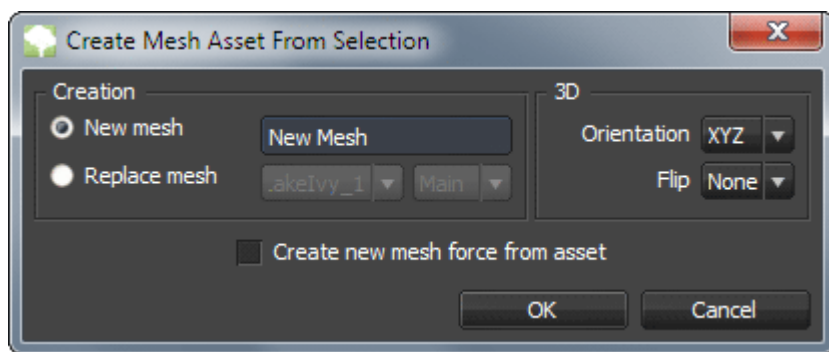 Create Mesh Asset From Selection
Creation
New mesh
New Mesh
Replace mesh
.akeIvy_1
Main
3D
Orientation
XYZ
Flip
None
Create new mesh force from asset
OK
Cancel